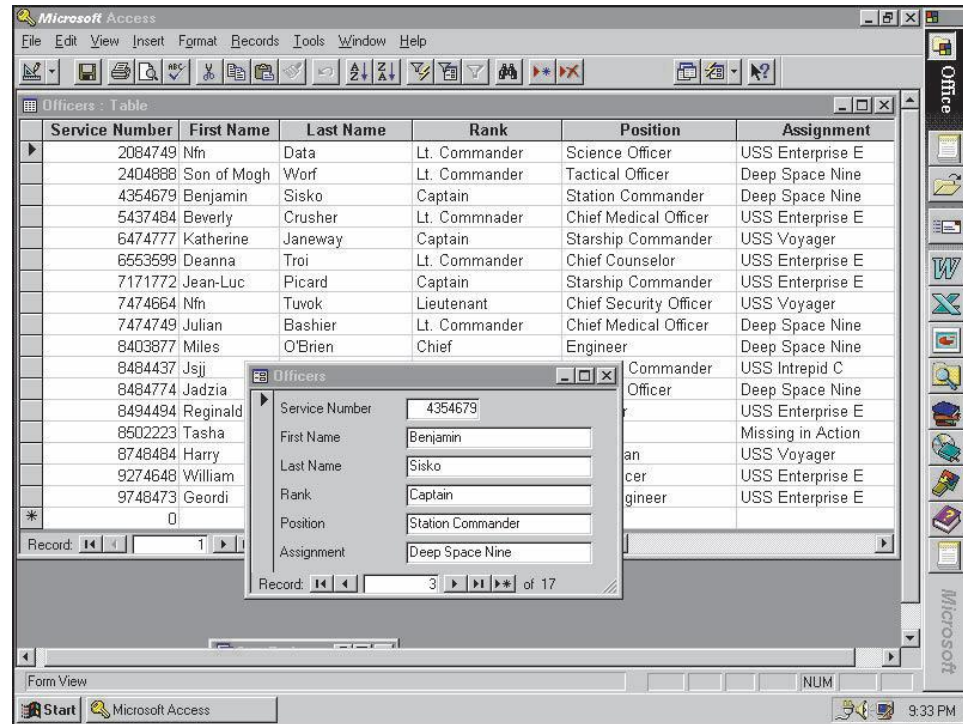 Microsoft Access
File Edit View Insert Format Records Tools Window Help
Office
Officers : Table
Service Number First Name Last Name Rank Position Assignment
2084749 Nfn Data Lt. Commander Science Officer USS Enterprise E
2404888 Son of Mogh Worf Lt. Commander Tactical Officer Deep Space Nine
4354679 Benjamin Sisko Captain Station Commander Deep Space Nine
5437484 Beverly Crusher Lt. Commnader Chief Medical Officer USS Enterprise E
6474777 Katherine Janeway Captain Starship Commander USS Voyager
6553599 Deanna Troi Lt. Commander Chief Counselor USS Enterprise E
7171772 Jean-Luc Picard Captain Starship Commander USS Enterprise E
7474664 Nfn Tuvok Lieutenant Chief Security Officer USS Voyager
7474749 Julian Bashier Lt. Commander Chief Medical Officer Deep Space Nine
8403877 Miles O'Brien Chief Engineer Deep Space Nine
8484437 Jsjj Commander USS Intrepid C
8484774 Jadzia Officer Deep Space Nine
8494494 Reginald r USS Enterprise E
8502223 Tasha Missing in Action
8748484 Harry an USS Voyager
9274648 William cer USS Enterprise E
9748473 Geordi gineer USS Enterprise E
0
Record: 1
Officers
Service Number 4354679
First Name Benjamin
Last Name Sisko
Rank Captain
Position Station Commander
Assignment Deep Space Nine
Record: 3 of 17
Microsoft
Form View NUM
Start Microsoft Access 9:33 PM